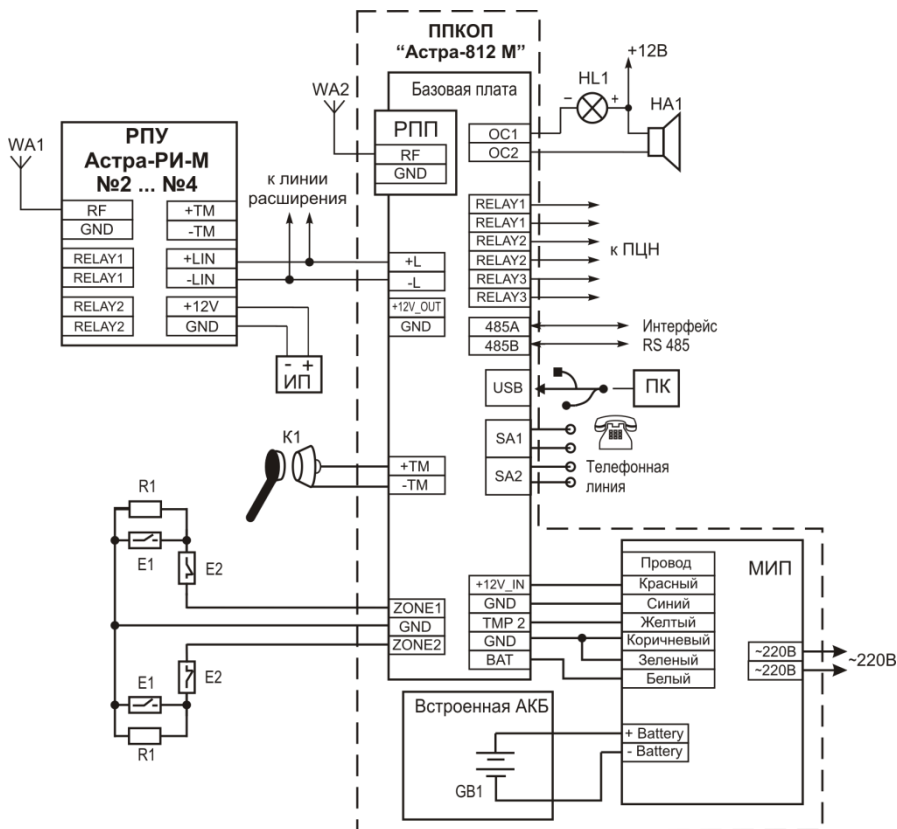 ППКОП
“Астра-812 М”
Базовая плата
WA2
РПП
RF
GND
OC1
OC2
HL1
−
+
+12В
HA1
WA1
РПУ
Астра-РИ-М
№2 ... №4
RF
GND
RELAY1
RELAY1
RELAY2
RELAY2
+TM
-TM
+LIN
-LIN
+12V
GND
- +
ИП
к линии
расширения
+L
-L
+12V_OUT
GND
RELAY1
RELAY1
RELAY2
RELAY2
RELAY3
RELAY3
к ПЦН
485A
485B
Интерфейс
RS 485
USB
ПК
SA1
SA2
Телефонная
линия
К1
+TM
-TM
R1
E1
E2
ZONE1
GND
ZONE2
E1
E2
R1
+12V_IN
GND
TMP 2
GND
BAT
МИП
Провод
Красный
Синий
Желтый
Коричневый
Зеленый
Белый
~220В
~220В
~220В
+ Battery
- Battery
Встроенная АКБ
GB1